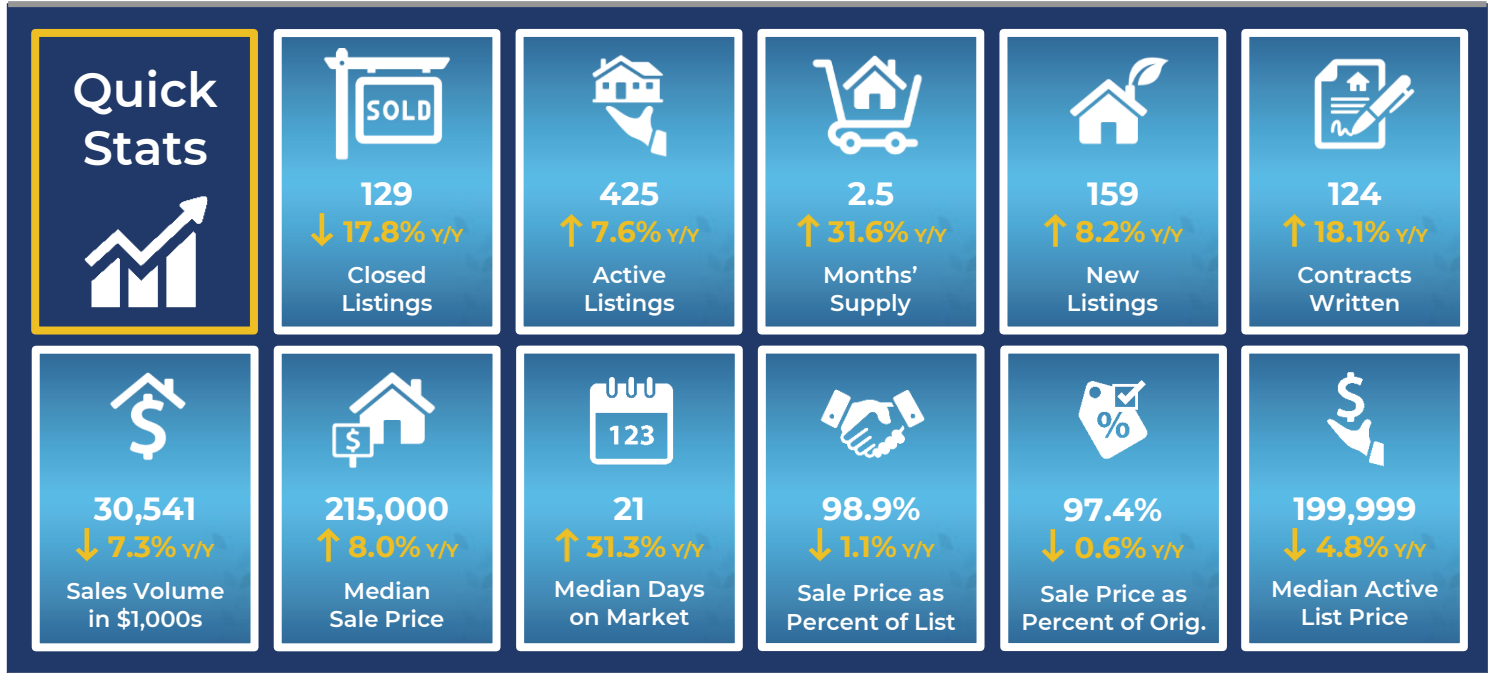 Quick
Stats
SOLD
129
↓ 17.8% Y/Y
Closed
Listings
425
↑ 7.6% Y/Y
Active
Listings
2.5
↑ 31.6% Y/Y
Months’
Supply
159
↑ 8.2% Y/Y
New
Listings
124
↑ 18.1% Y/Y
Contracts
Written
$
30,541
↓ 7.3% Y/Y
Sales Volume
in $1,000s
$
215,000
↑ 8.0% Y/Y
Median
Sale Price
123
21
↑ 31.3% Y/Y
Median Days
on Market
98.9%
↓ 1.1% Y/Y
Sale Price as
Percent of List
%
97.4%
↓ 0.6% Y/Y
Sale Price as
Percent of Orig.
$
199,999
↓ 4.8% Y/Y
Median Active
List Price